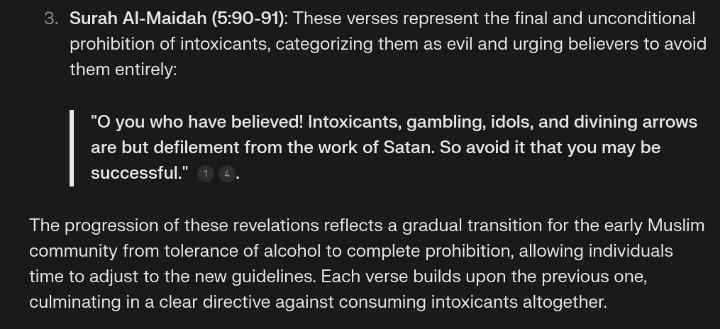 3. Surah Al-Maidah (5:90-91): These verses represent the final and unconditional
prohibition of intoxicants, categorizing them as evil and urging believers to avoid
them entirely:
"O you who have believed! Intoxicants, gambling, idols, and divining arrows
are but defilement from the work of Satan. So avoid it that you may be
successful." 1 4.
The progression of these revelations reflects a gradual transition for the early Muslim
community from tolerance of alcohol to complete prohibition, allowing individuals
time to adjust to the new guidelines. Each verse builds upon the previous one,
culminating in a clear directive against consuming intoxicants altogether.